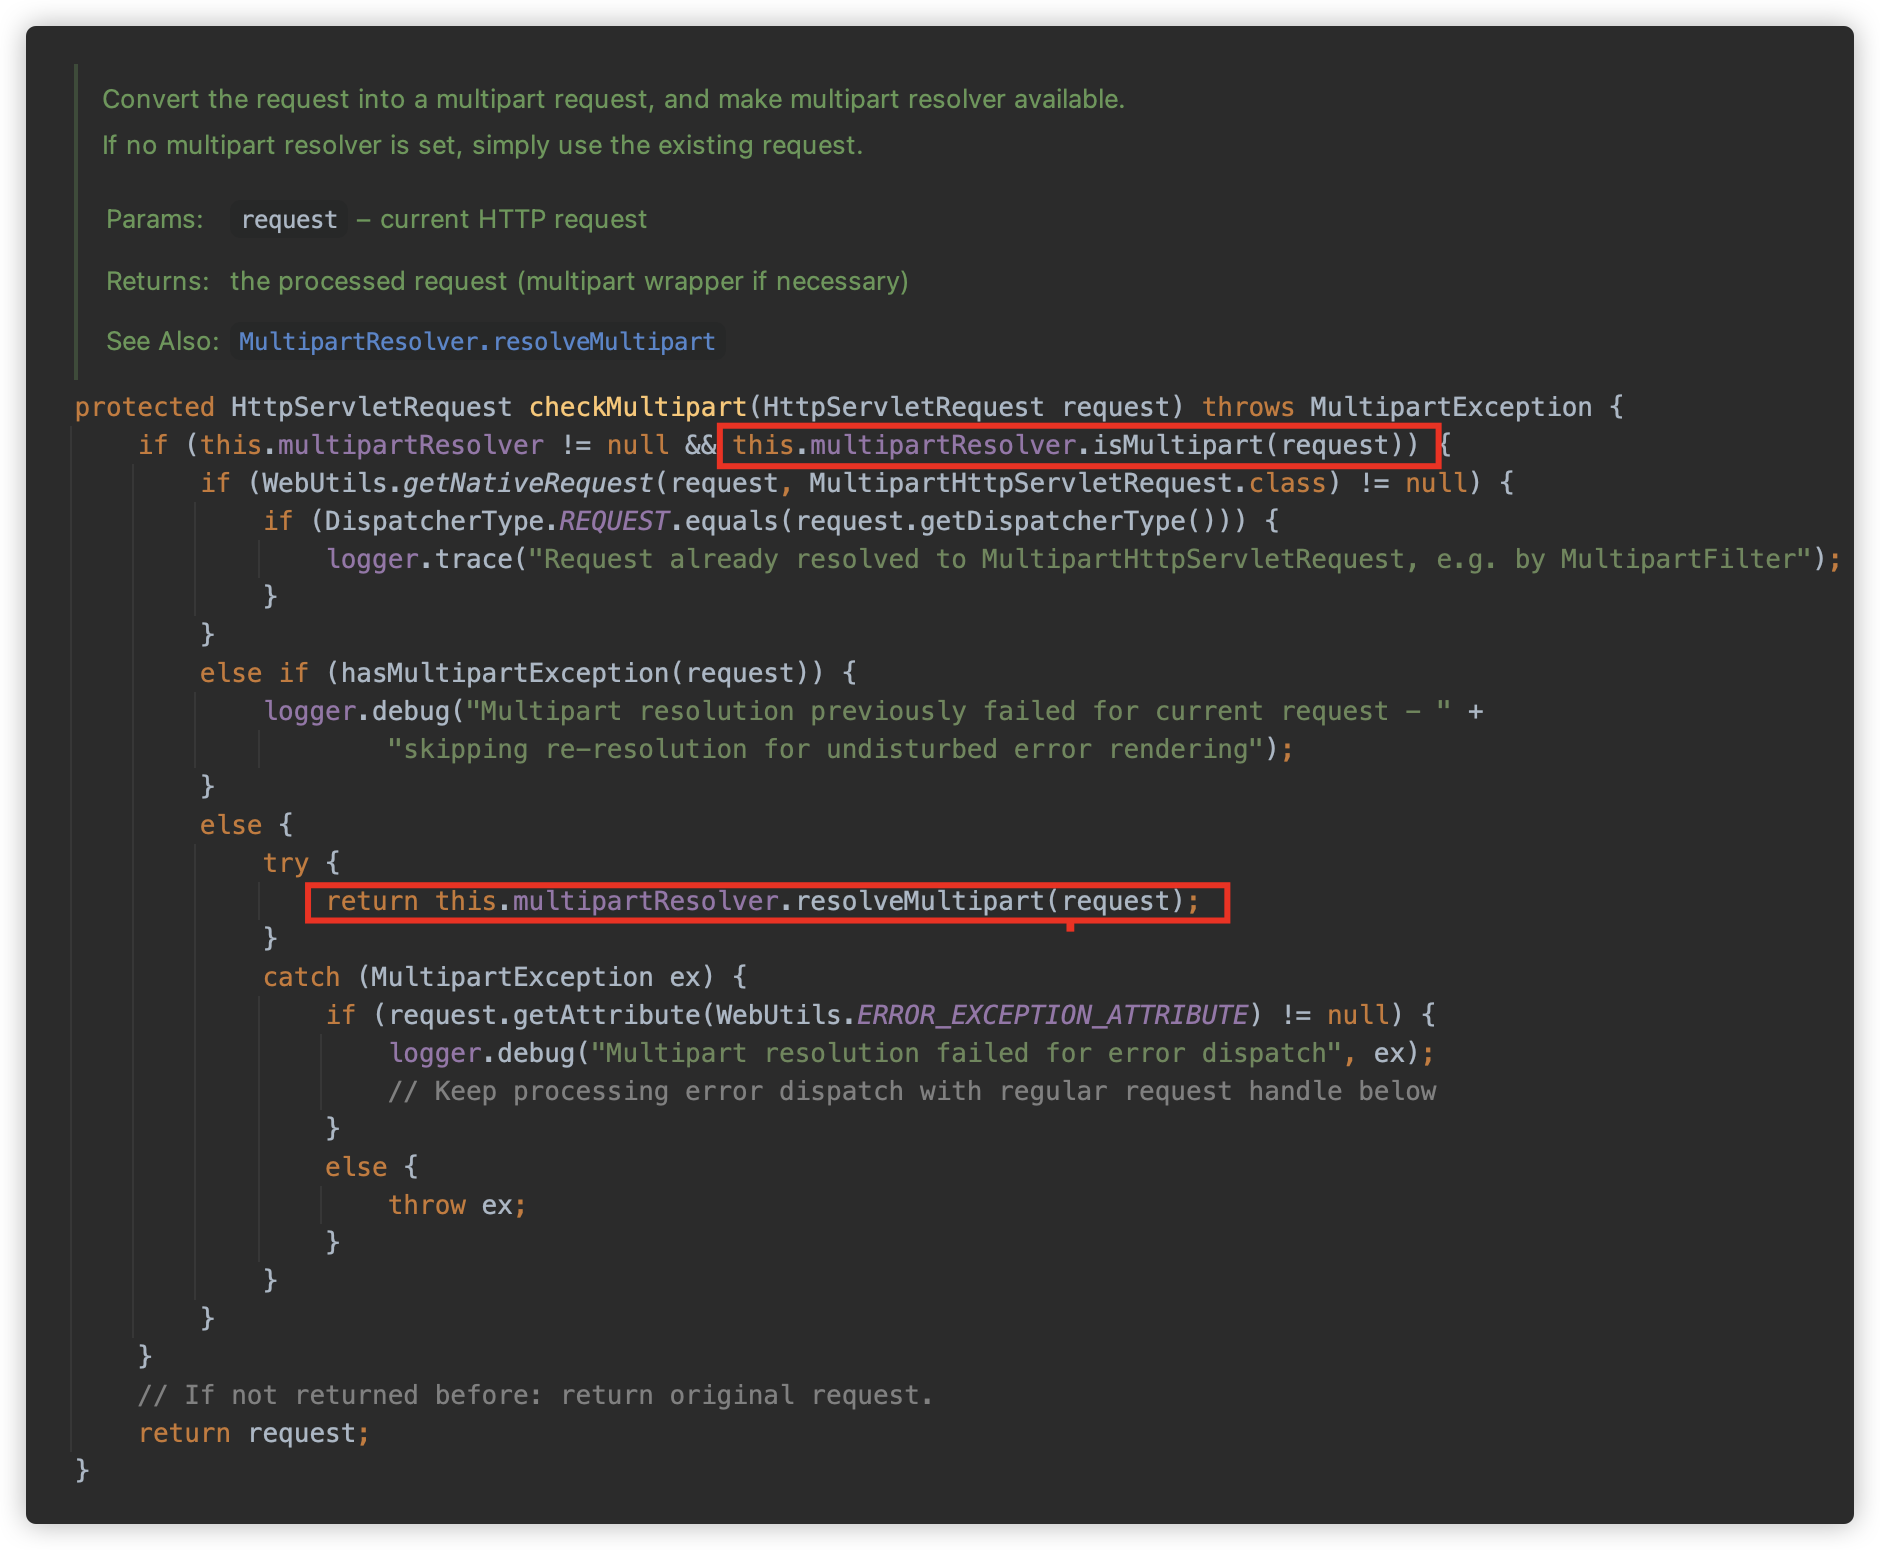 Convert the request into a multipart request, and make multipart resolver available.
If no multipart resolver is set, simply use the existing request.
Params: request – current HTTP request
Returns: the processed request (multipart wrapper if necessary)
See Also: MultipartResolver.resolveMultipart
protected HttpServletRequest checkMultipart(HttpServletRequest request) throws MultipartException {
    if (this.multipartResolver != null && this.multipartResolver.isMultipart(request)) {
        if (WebUtils.getNativeRequest(request, MultipartHttpServletRequest.class) != null) {
            if (DispatcherType.REQUEST.equals(request.getDispatcherType())) {
                logger.trace("Request already resolved to MultipartHttpServletRequest, e.g. by MultipartFilter");
            }
        }
        else if (hasMultipartException(request)) {
            logger.debug("Multipart resolution previously failed for current request - " +
                    "skipping re-resolution for undisturbed error rendering");
        }
        else {
            try {
                return this.multipartResolver.resolveMultipart(request);
            }
            catch (MultipartException ex) {
                if (request.getAttribute(WebUtils.ERROR_EXCEPTION_ATTRIBUTE) != null) {
                    logger.debug("Multipart resolution failed for error dispatch", ex);
                    // Keep processing error dispatch with regular request handle below
                }
                else {
                    throw ex;
                }
            }
        }
    }
    // If not returned before: return original request.
    return request;
}